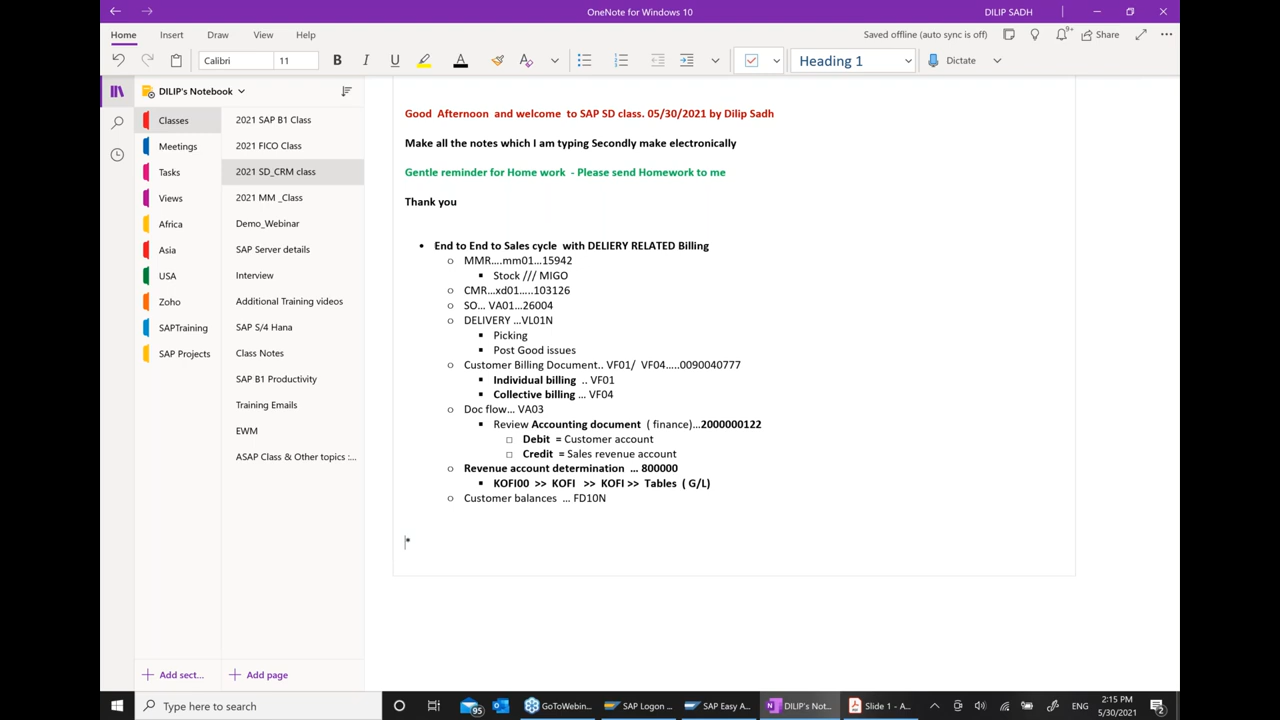 OneNote for Windows 10
DILIP SADH
Home Insert Draw View Help
Saved offline (auto sync is off)
9+
Share
Calibri 11 B I U A
Heading 1
Dictate
DILIP's Notebook
Classes
Meetings
Tasks
Views
Africa
Asia
USA
Zoho
SAPTraining
SAP Projects
2021 SAP B1 Class
2021 FICO Class
2021 SD_CRM class
2021 MM _Class
Demo_Webinar
SAP Server details
Interview
Additional Training videos
SAP S/4 Hana
Class Notes
SAP B1 Productivity
Training Emails
EWM
ASAP Class & Other topics :...
Good Afternoon and welcome to SAP SD class. 05/30/2021 by Dilip Sadh
Make all the notes which I am typing Secondly make electronically
Gentle reminder for Home work - Please send Homework to me
Thank you
• End to End to Sales cycle with DELIERY RELATED Billing
○ MMR....mm01...15942
▪ Stock /// MIGO
○ CMR...xd01.....103126
○ SO... VA01...26004
○ DELIVERY ...VL01N
▪ Picking
▪ Post Good issues
○ Customer Billing Document.. VF01/ VF04.....0090040777
▪ Individual billing .. VF01
▪ Collective billing ... VF04
○ Doc flow... VA03
▪ Review Accounting document ( finance)...2000000122
□ Debit = Customer account
□ Credit = Sales revenue account
○ Revenue account determination ... 800000
▪ KOFI00 >> KOFI >> KOFI >> Tables ( G/L)
○ Customer balances ... FD10N
*
+ Add sect...
+ Add page
Type here to search
95
GoToWebin...
SAP Logon ...
SAP Easy A...
DILIP's Not...
Slide 1 - A...
ENG
2:15 PM
5/30/2021
2